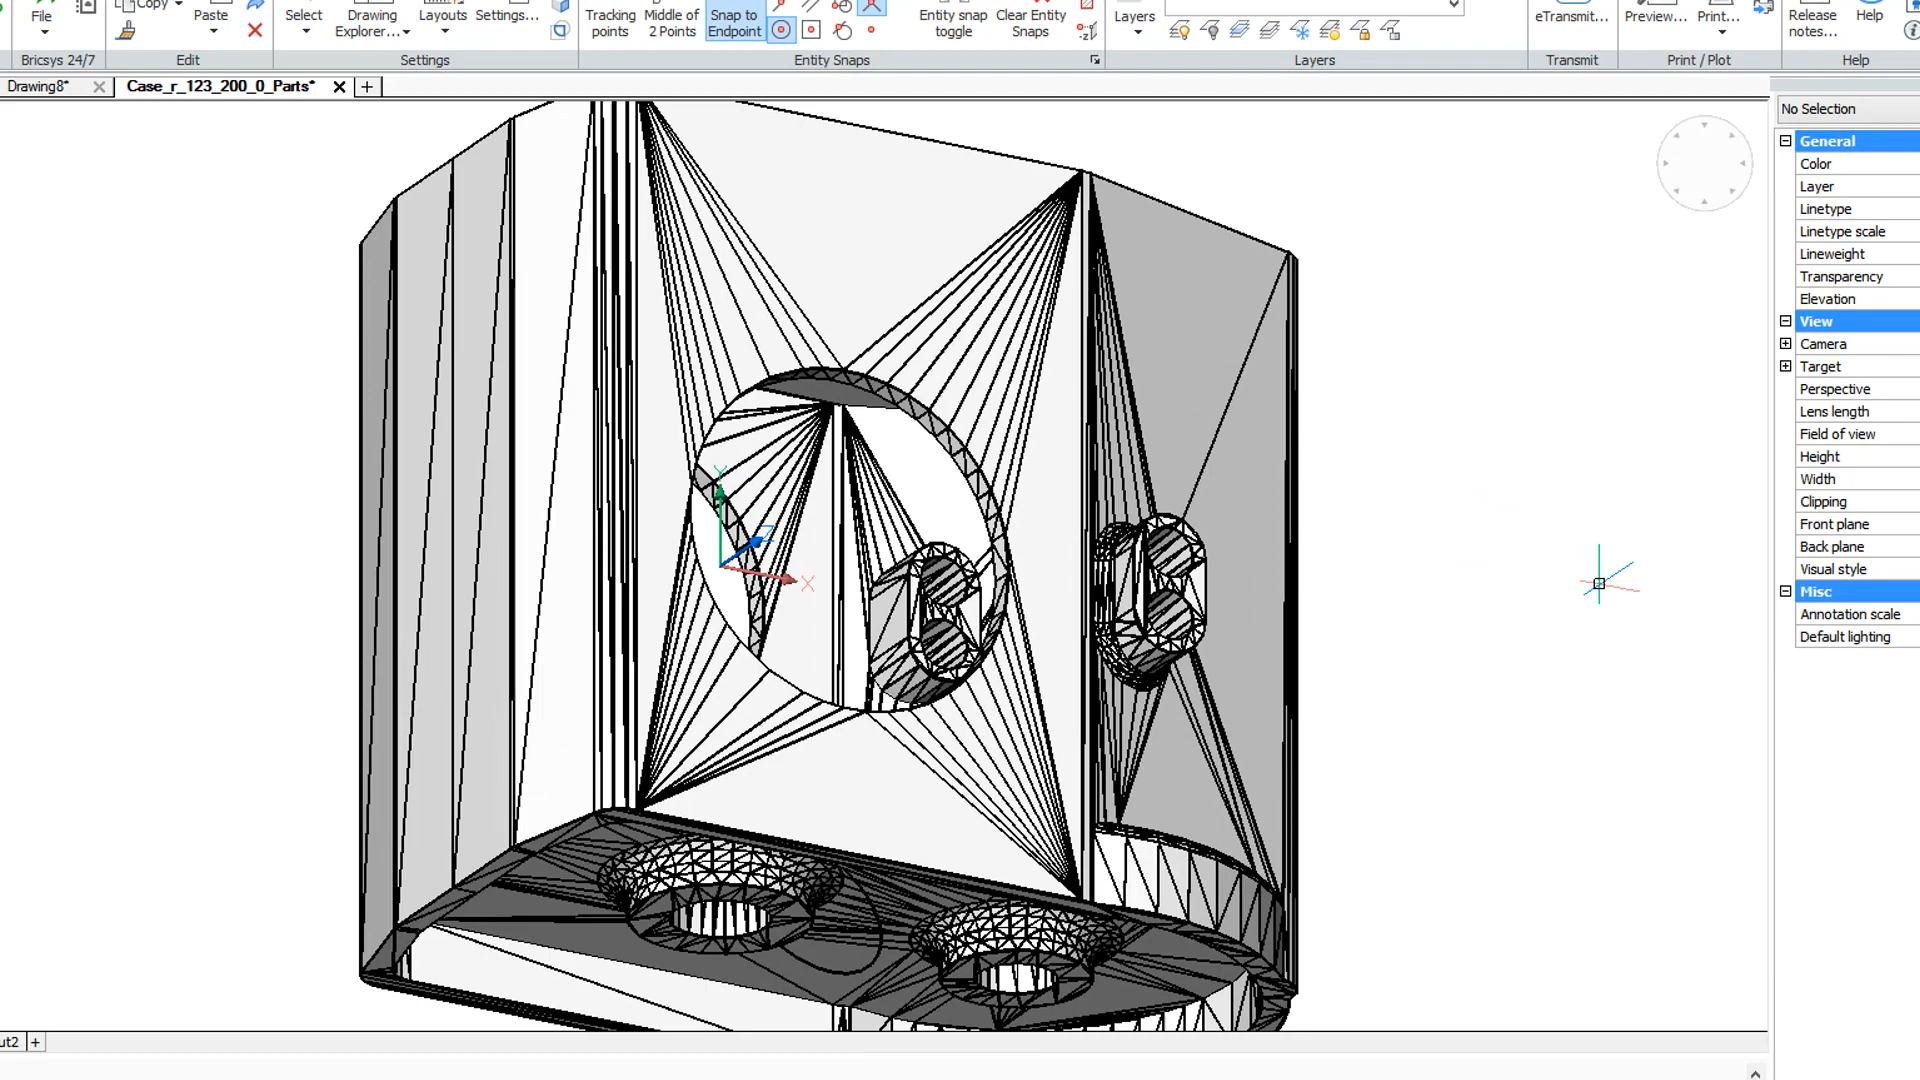 Copy
File
Paste
Select
Drawing
Explorer...
Layouts
Settings...
Tracking
points
Middle of
2 Points
Snap to
Endpoint
Entity snap
toggle
Clear Entity
Snaps
Layers
eTransmit...
Preview...
Print...
Release
notes...
Help
Bricsys 24/7
Edit
Settings
Entity Snaps
Layers
Transmit
Print / Plot
Help
Drawing8*
Case_r_123_200_0_Parts*
No Selection
General
Color
Layer
Linetype
Linetype scale
Lineweight
Transparency
Elevation
View
Camera
Target
Perspective
Lens length
Field of view
Height
Width
Clipping
Front plane
Back plane
Visual style
Misc
Annotation scale
Default lighting
Y
Z
X
ut2